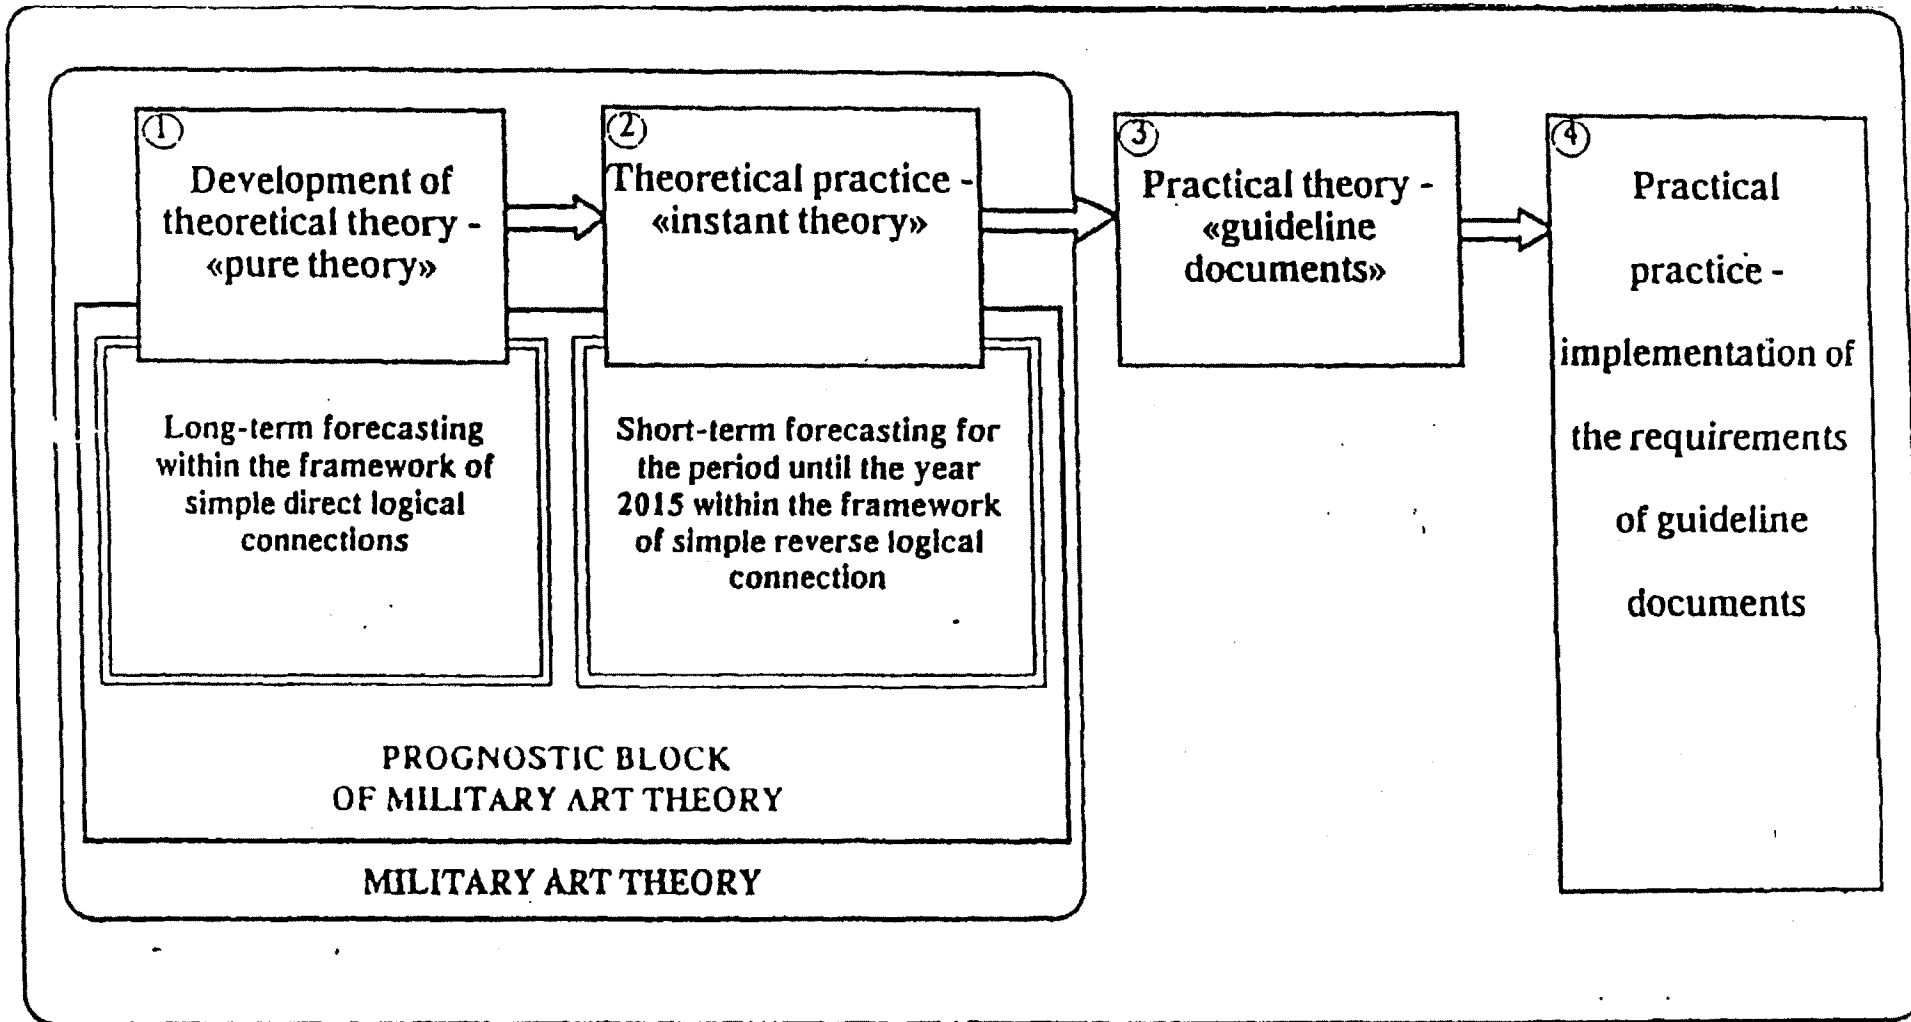 ①
Development of
theoretical theory -
«pure theory»
②
Theoretical practice -
«instant theory»
③
Practical theory -
«guideline
documents»
④
Practical
practice -
implementation of
the requirements
of guideline
documents
Long-term forecasting
within the framework of
simple direct logical
connections
Short-term forecasting for
the period until the year
2015 within the framework
of simple reverse logical
connection
PROGNOSTIC BLOCK
OF MILITARY ART THEORY
MILITARY ART THEORY